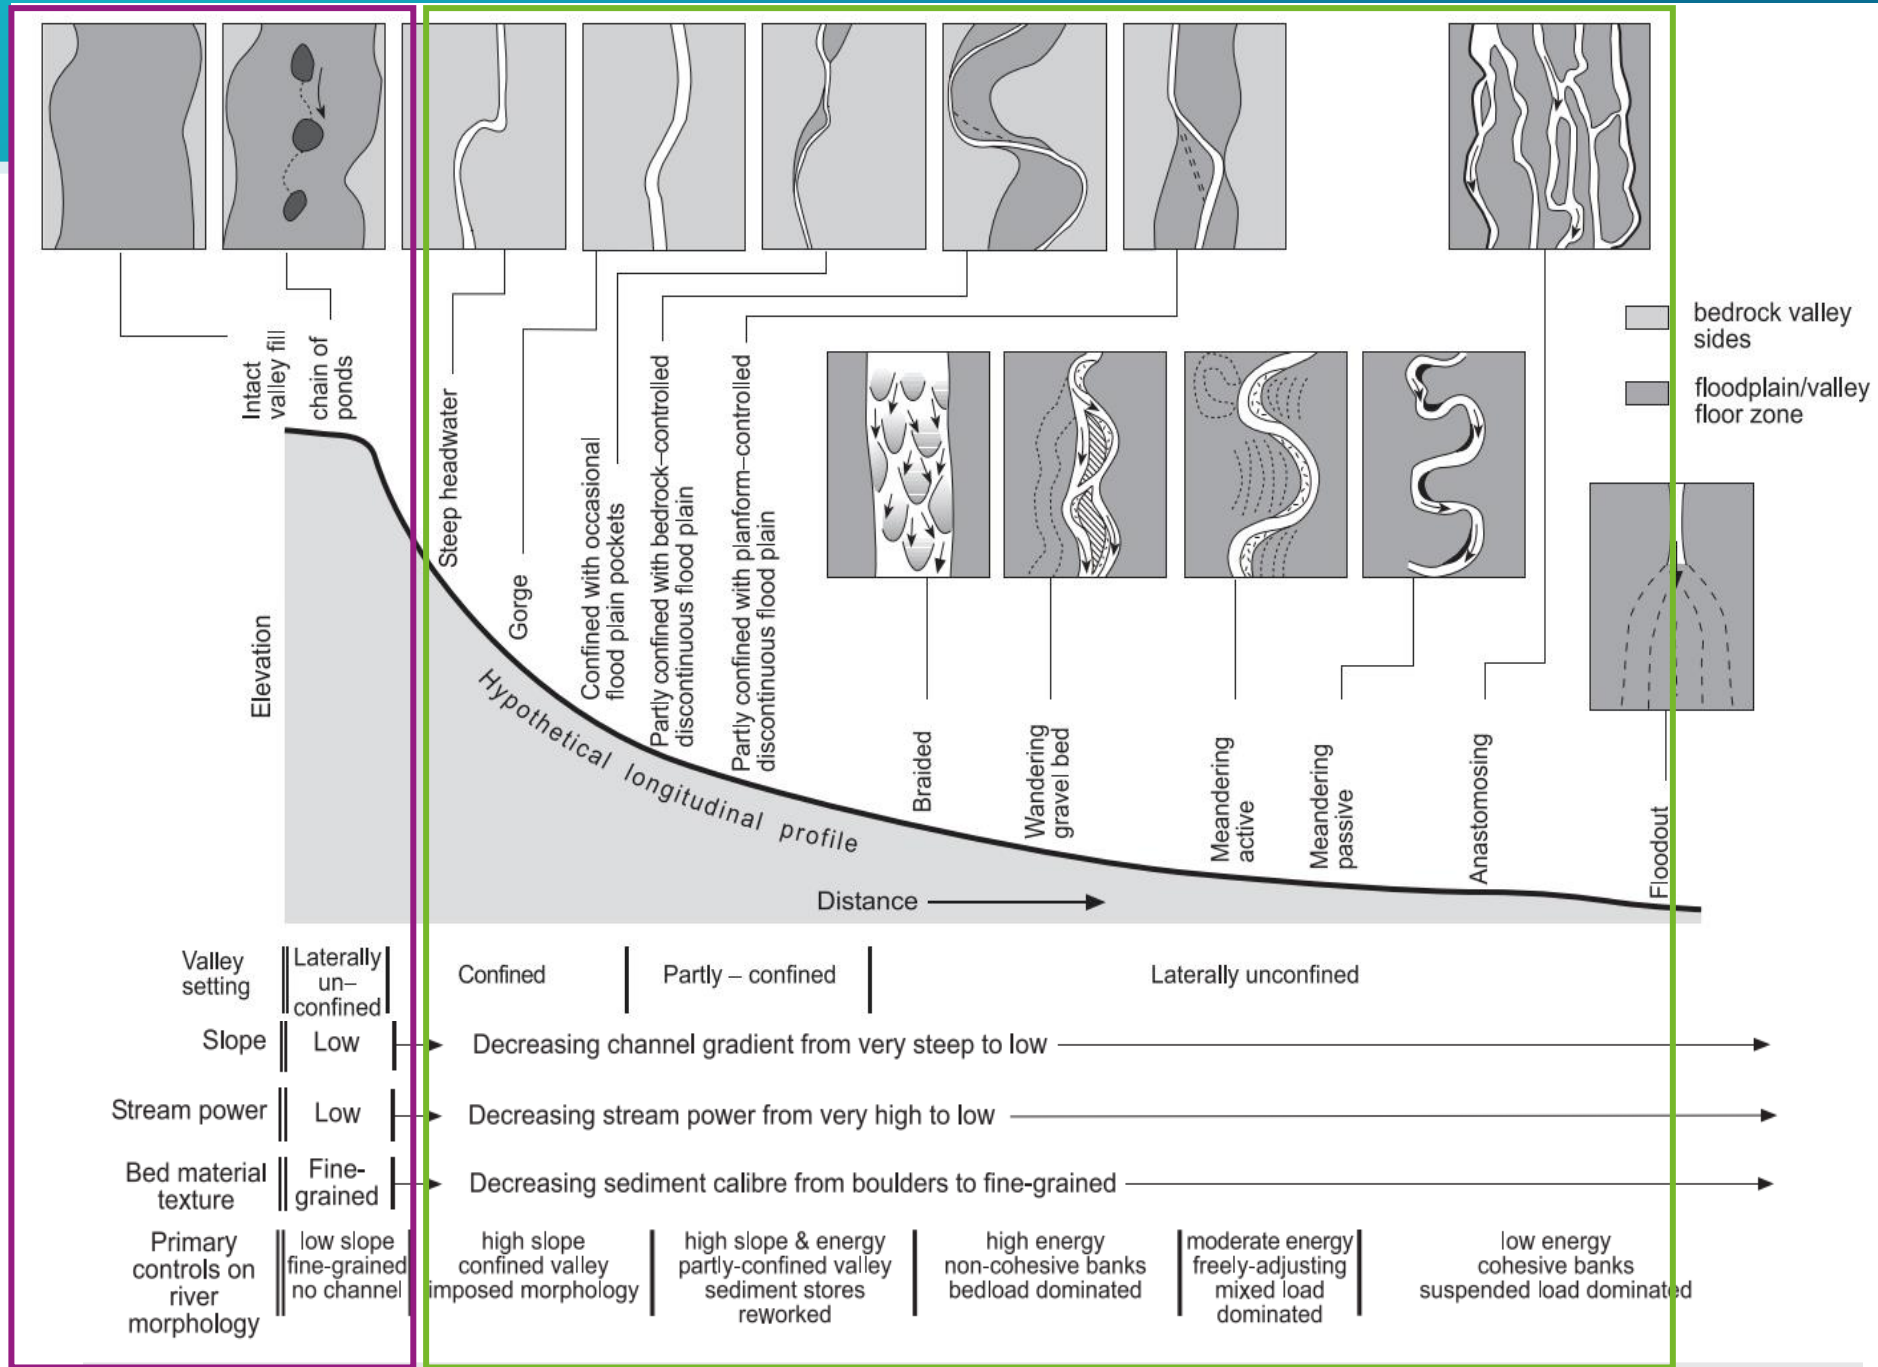 Intact
valley fill
chain of
ponds
Steep headwater
Gorge
Confined with occasional
flood plain pockets
Partly confined with bedrock–controlled
discontinuous flood plain
Partly confined with planform–controlled
discontinuous flood plain
bedrock valley
sides
floodplain/valley
floor zone
Braided
Wandering
gravel bed
Meandering
active
Meandering
passive
Anastomosing
Floodout
Elevation
Hypothetical longitudinal profile
Distance
Valley
setting
Laterally
un–
confined
Confined
Partly – confined
Laterally unconfined
Slope
Low
Decreasing channel gradient from very steep to low
Stream power
Low
Decreasing stream power from very high to low
Bed material
texture
Fine-
grained
Decreasing sediment calibre from boulders to fine-grained
Primary
controls on
river
morphology
low slope
fine-grained
no channel
high slope
confined valley
imposed morphology
high slope & energy
partly-confined valley
sediment stores
reworked
high energy
non-cohesive banks
bedload dominated
moderate energy
freely-adjusting
mixed load
dominated
low energy
cohesive banks
suspended load dominated